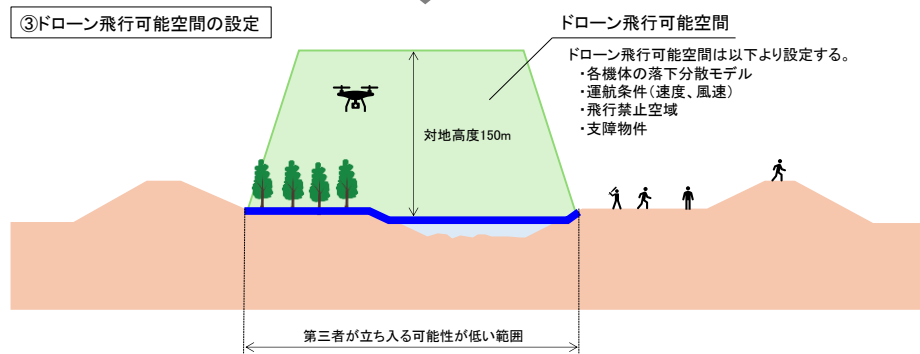 ③ドローン飛行可能空間の設定
ドローン飛行可能空間
ドローン飛行可能空間は以下より設定する。
・各機体の落下分散モデル
・運航条件(速度、風速)
・飛行禁止空域
・支障物件
対地高度150m
第三者が立ち入る可能性が低い範囲